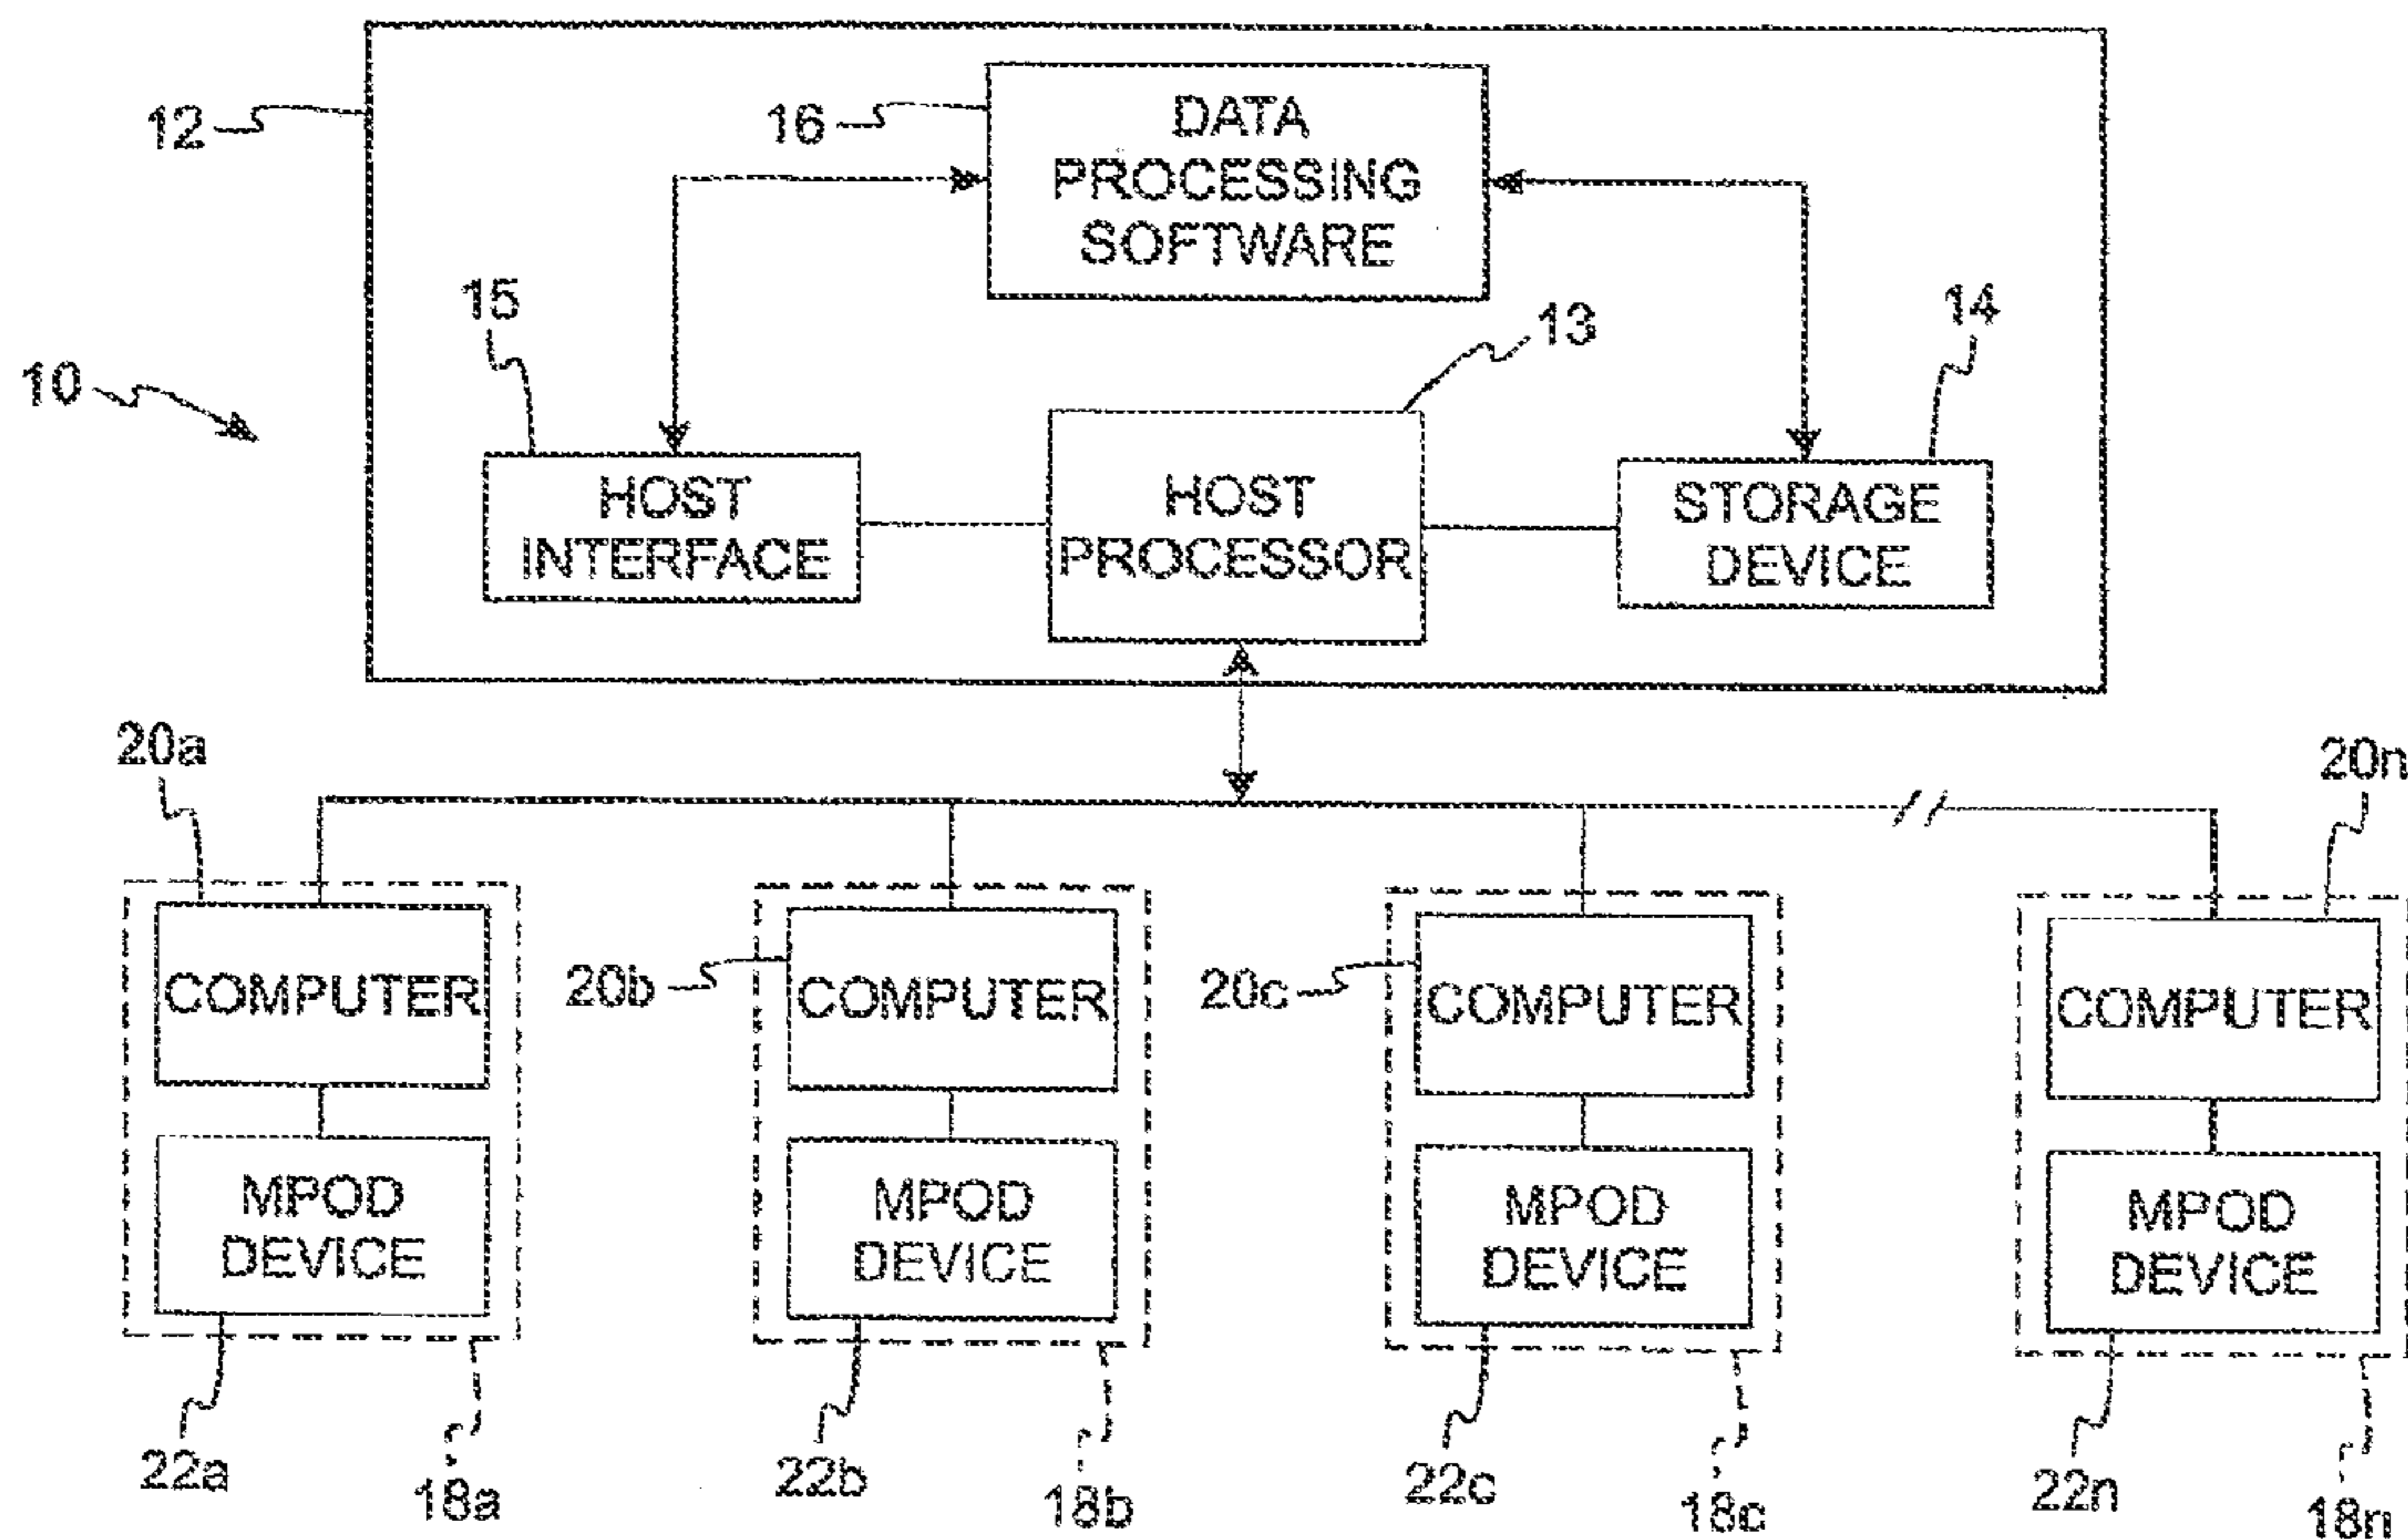 12
16
DATA
PROCESSING
SOFTWARE
15
14
13
10
HOST
INTERFACE
HOST
PROCESSOR
STORAGE
DEVICE
20a
20n
COMPUTER
20b
COMPUTER
20c
COMPUTER
COMPUTER
MPOD
DEVICE
MPOD
DEVICE
MPOD
DEVICE
MPOD
DEVICE
22a
18a
22b
18b
22c
18c
22n
18n